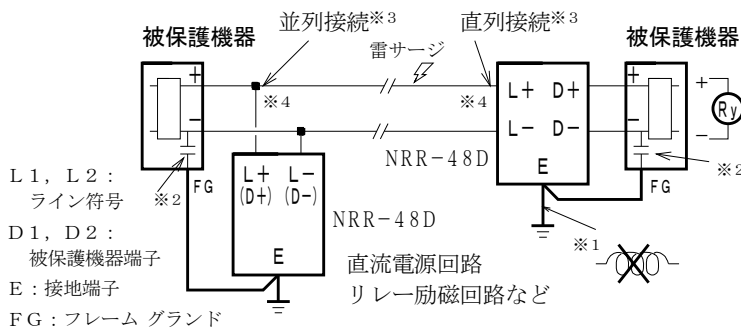 並列接続※3
直列接続※3
被保護機器
雷サージ
被保護機器
+
※4
※4
L+ D+
+
+
Ry
−
L− D−
−
−
※2
L+ L−
(D+) (D−)
NRR-48D
E
※2
FG
FG
L1, L2:
ライン符号
NRR-48D
※1
D1, D2:
被保護機器端子
E
直流電源回路
E:接地端子
リレー励磁回路など
FG:フレーム グランド